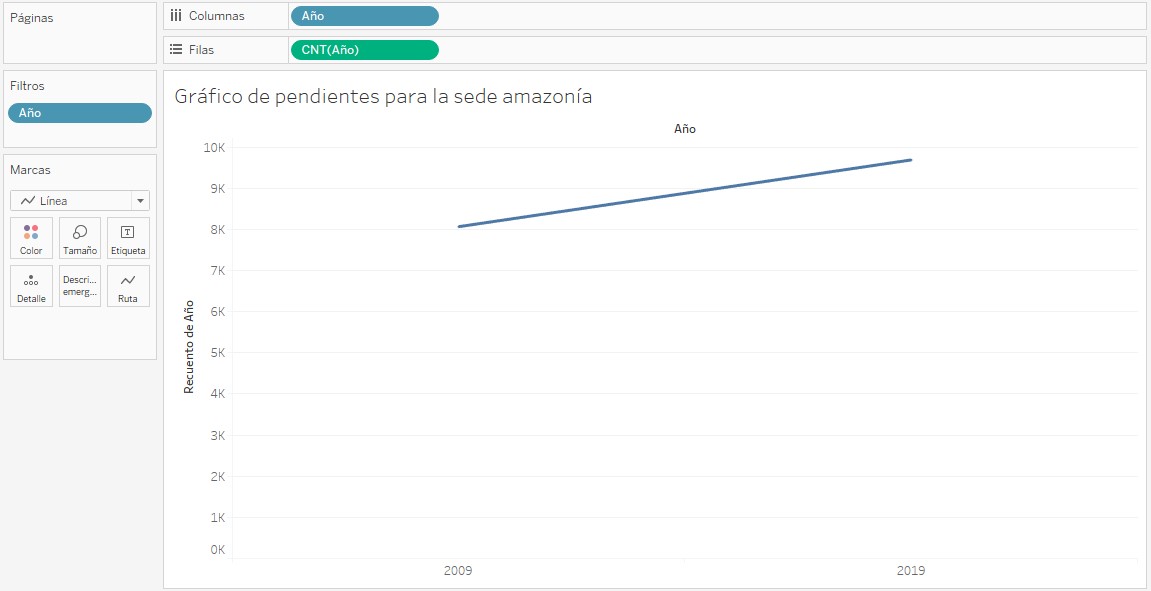 Páginas
Columnas
Año
Filas
CNT(Año)
Filtros
Año
Marcas
Línea
Color
Tamaño
Etiqueta
Detalle
Descri...
emerg...
Ruta
Gráfico de pendientes para la sede amazonía
Año
10K
9K
8K
7K
6K
5K
4K
3K
2K
1K
0K
Recuento de Año
2009
2019